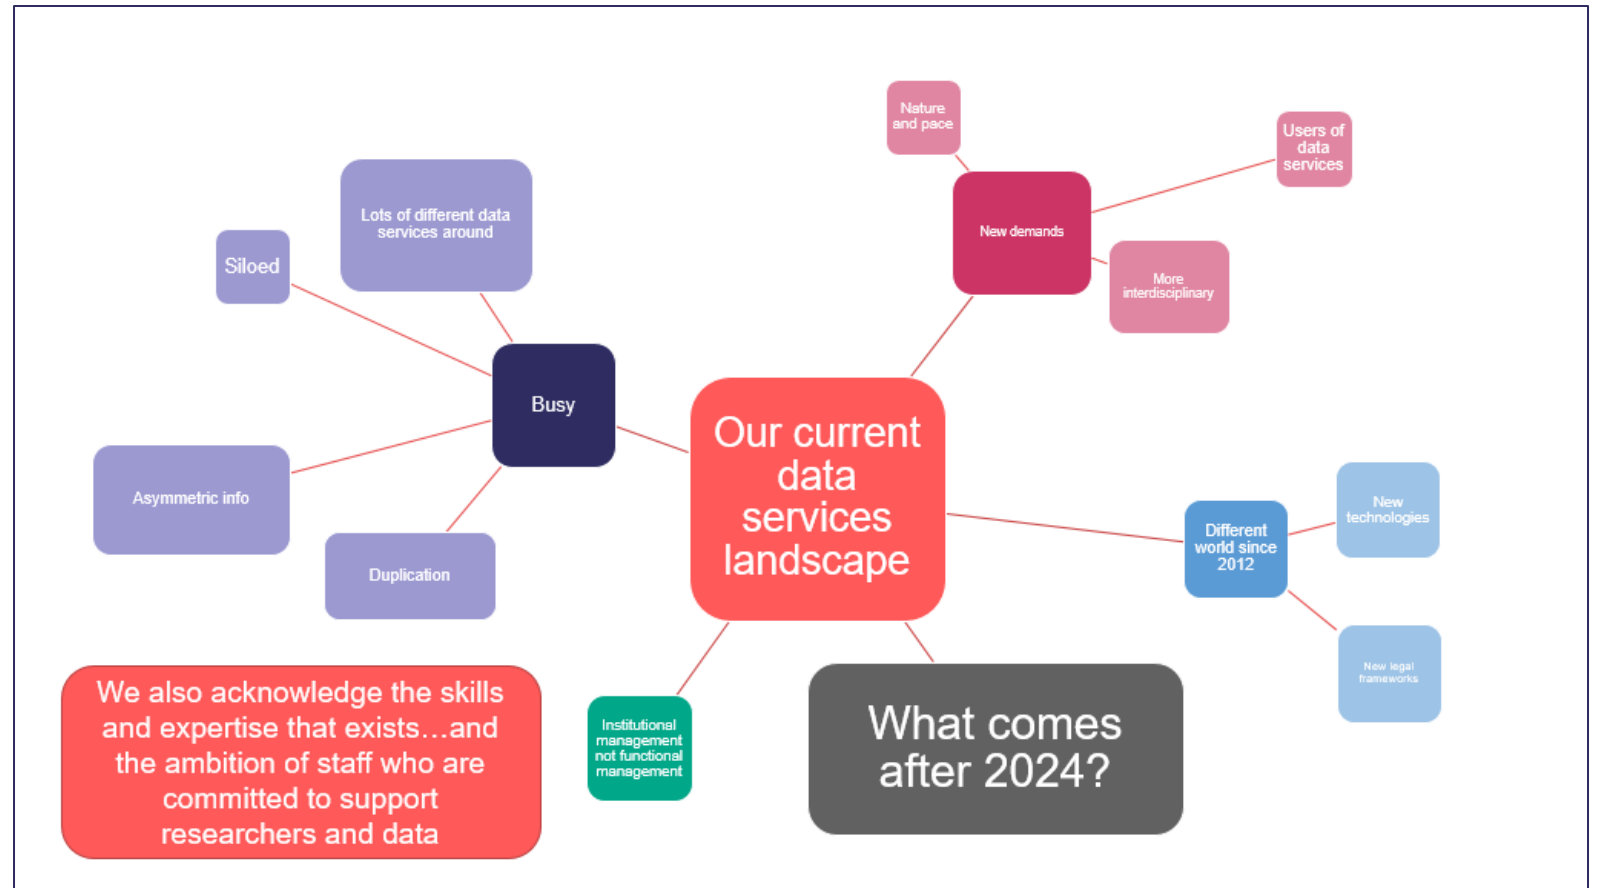 Nature
and pace
Users of
data
services
Lots of different data
services around
New demands
Siloed
More
interdisciplinary
Busy
Our current
data
services
landscape
Asymmetric info
New
technologies
Different
world since
2012
Duplication
New legal
frameworks
We also acknowledge the skills
and expertise that exists…and
the ambition of staff who are
committed to support
researchers and data
Institutional
management
not functional
management
What comes
after 2024?